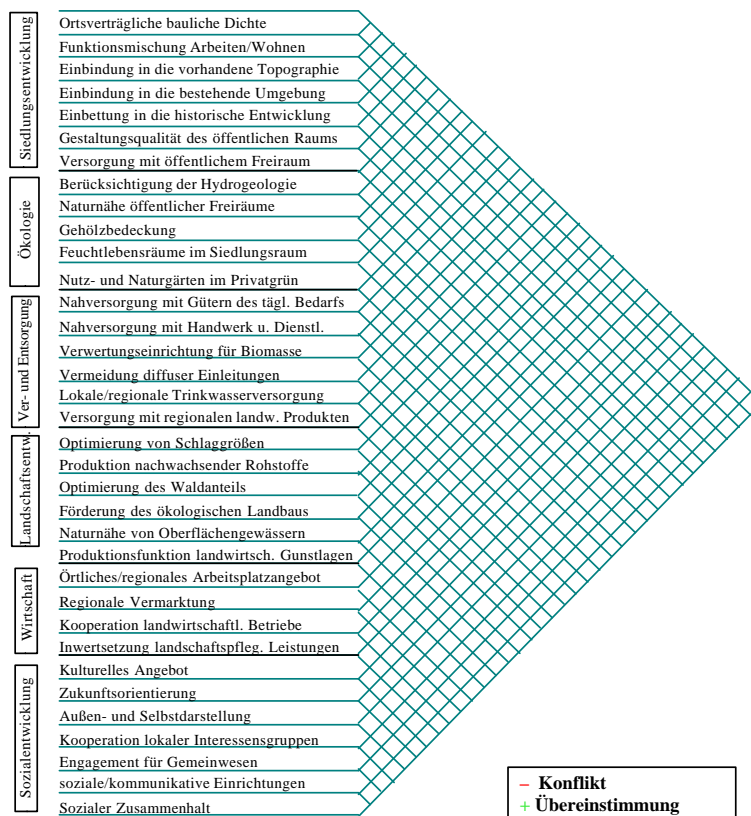 Siedlungsentwicklung
Ortsverträgliche bauliche Dichte
Funktionsmischung Arbeiten/Wohnen
Einbindung in die vorhandene Topographie
Einbindung in die bestehende Umgebung
Einbettung in die historische Entwicklung
Gestaltungsqualität des öffentlichen Raums
Versorgung mit öffentlichem Freiraum
Ökologie
Berücksichtigung der Hydrogeologie
Naturnähe öffentlicher Freiräume
Gehölzbedeckung
Feuchtlebensräume im Siedlungsraum
Nutz- und Naturgärten im Privatgrün
Ver- und Entsorgung
Nahversorgung mit Gütern des tägl. Bedarfs
Nahversorgung mit Handwerk u. Dienstl.
Verwertungseinrichtung für Biomasse
Vermeidung diffuser Einleitungen
Lokale/regionale Trinkwasserversorgung
Versorgung mit regionalen landw. Produkten
Landschaftsentw.
Optimierung von Schlaggrößen
Produktion nachwachsender Rohstoffe
Optimierung des Waldanteils
Förderung des ökologischen Landbaus
Naturnähe von Oberflächengewässern
Produktionsfunktion landwirtsch. Gunstlagen
Wirtschaft
Örtliches/regionales Arbeitsplatzangebot
Regionale Vermarktung
Kooperation landwirtschaftl. Betriebe
Inwertsetzung landschaftspfleg. Leistungen
Sozialentwicklung
Kulturelles Angebot
Zukunftsorientierung
Außen- und Selbstdarstellung
Kooperation lokaler Interessensgruppen
Engagement für Gemeinwesen
soziale/kommunikative Einrichtungen
Sozialer Zusammenhalt
– Konflikt
+ Übereinstimmung